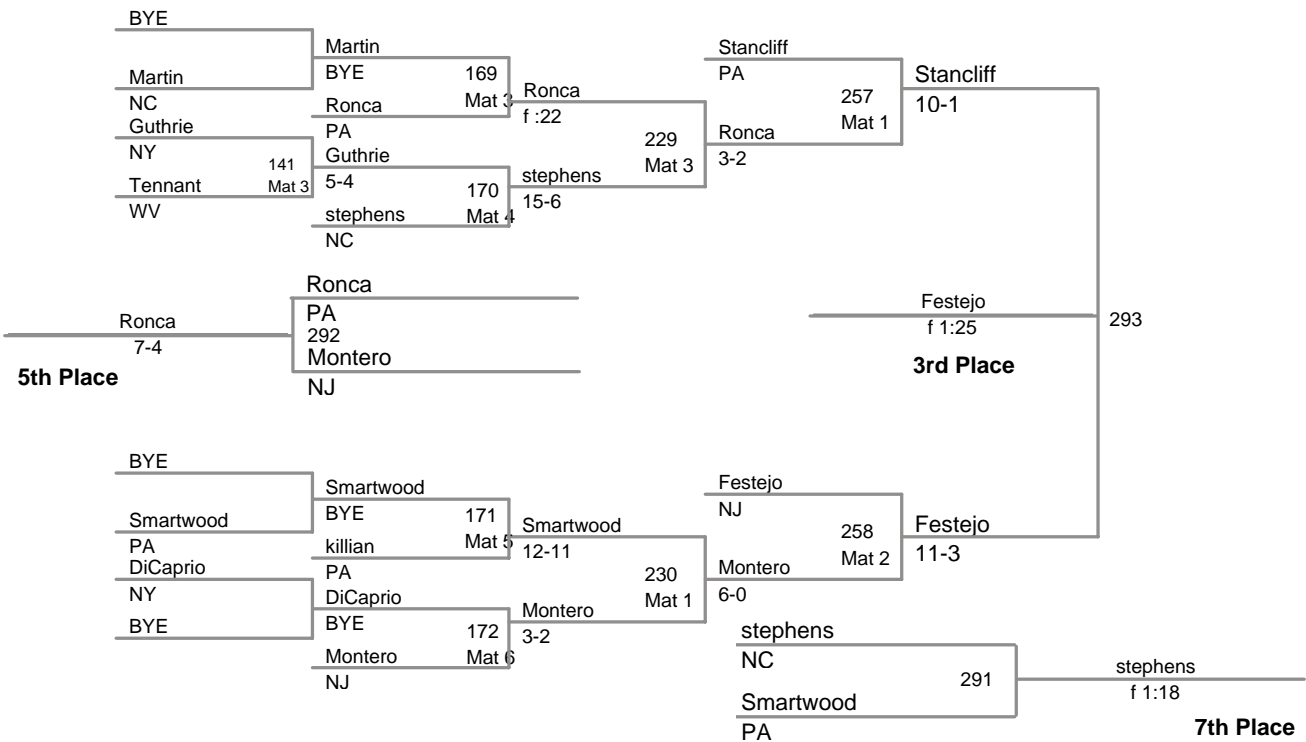 BYE
Martin
NC
Guthrie
NY
Tennant
WV
141
Mat 3
Martin
BYE
Ronca
PA
Guthrie
5-4
stephens
NC
169
Mat 3
170
Mat 4
Ronca
f :22
stephens
15-6
229
Mat 3
Stancliff
PA
Ronca
3-2
257
Mat 1
Stancliff
10-1
Ronca
7-4
5th Place
Ronca
PA
292
Montero
NJ
Festejo
f 1:25
3rd Place
293
BYE
Smartwood
PA
DiCaprio
NY
BYE
Smartwood
BYE
killian
PA
DiCaprio
BYE
Montero
NJ
171
Mat 5
172
Mat 6
Smartwood
12-11
Montero
3-2
230
Mat 1
Festejo
NJ
Montero
6-0
258
Mat 2
Festejo
11-3
stephens
NC
Smartwood
PA
291
stephens
f 1:18
7th Place